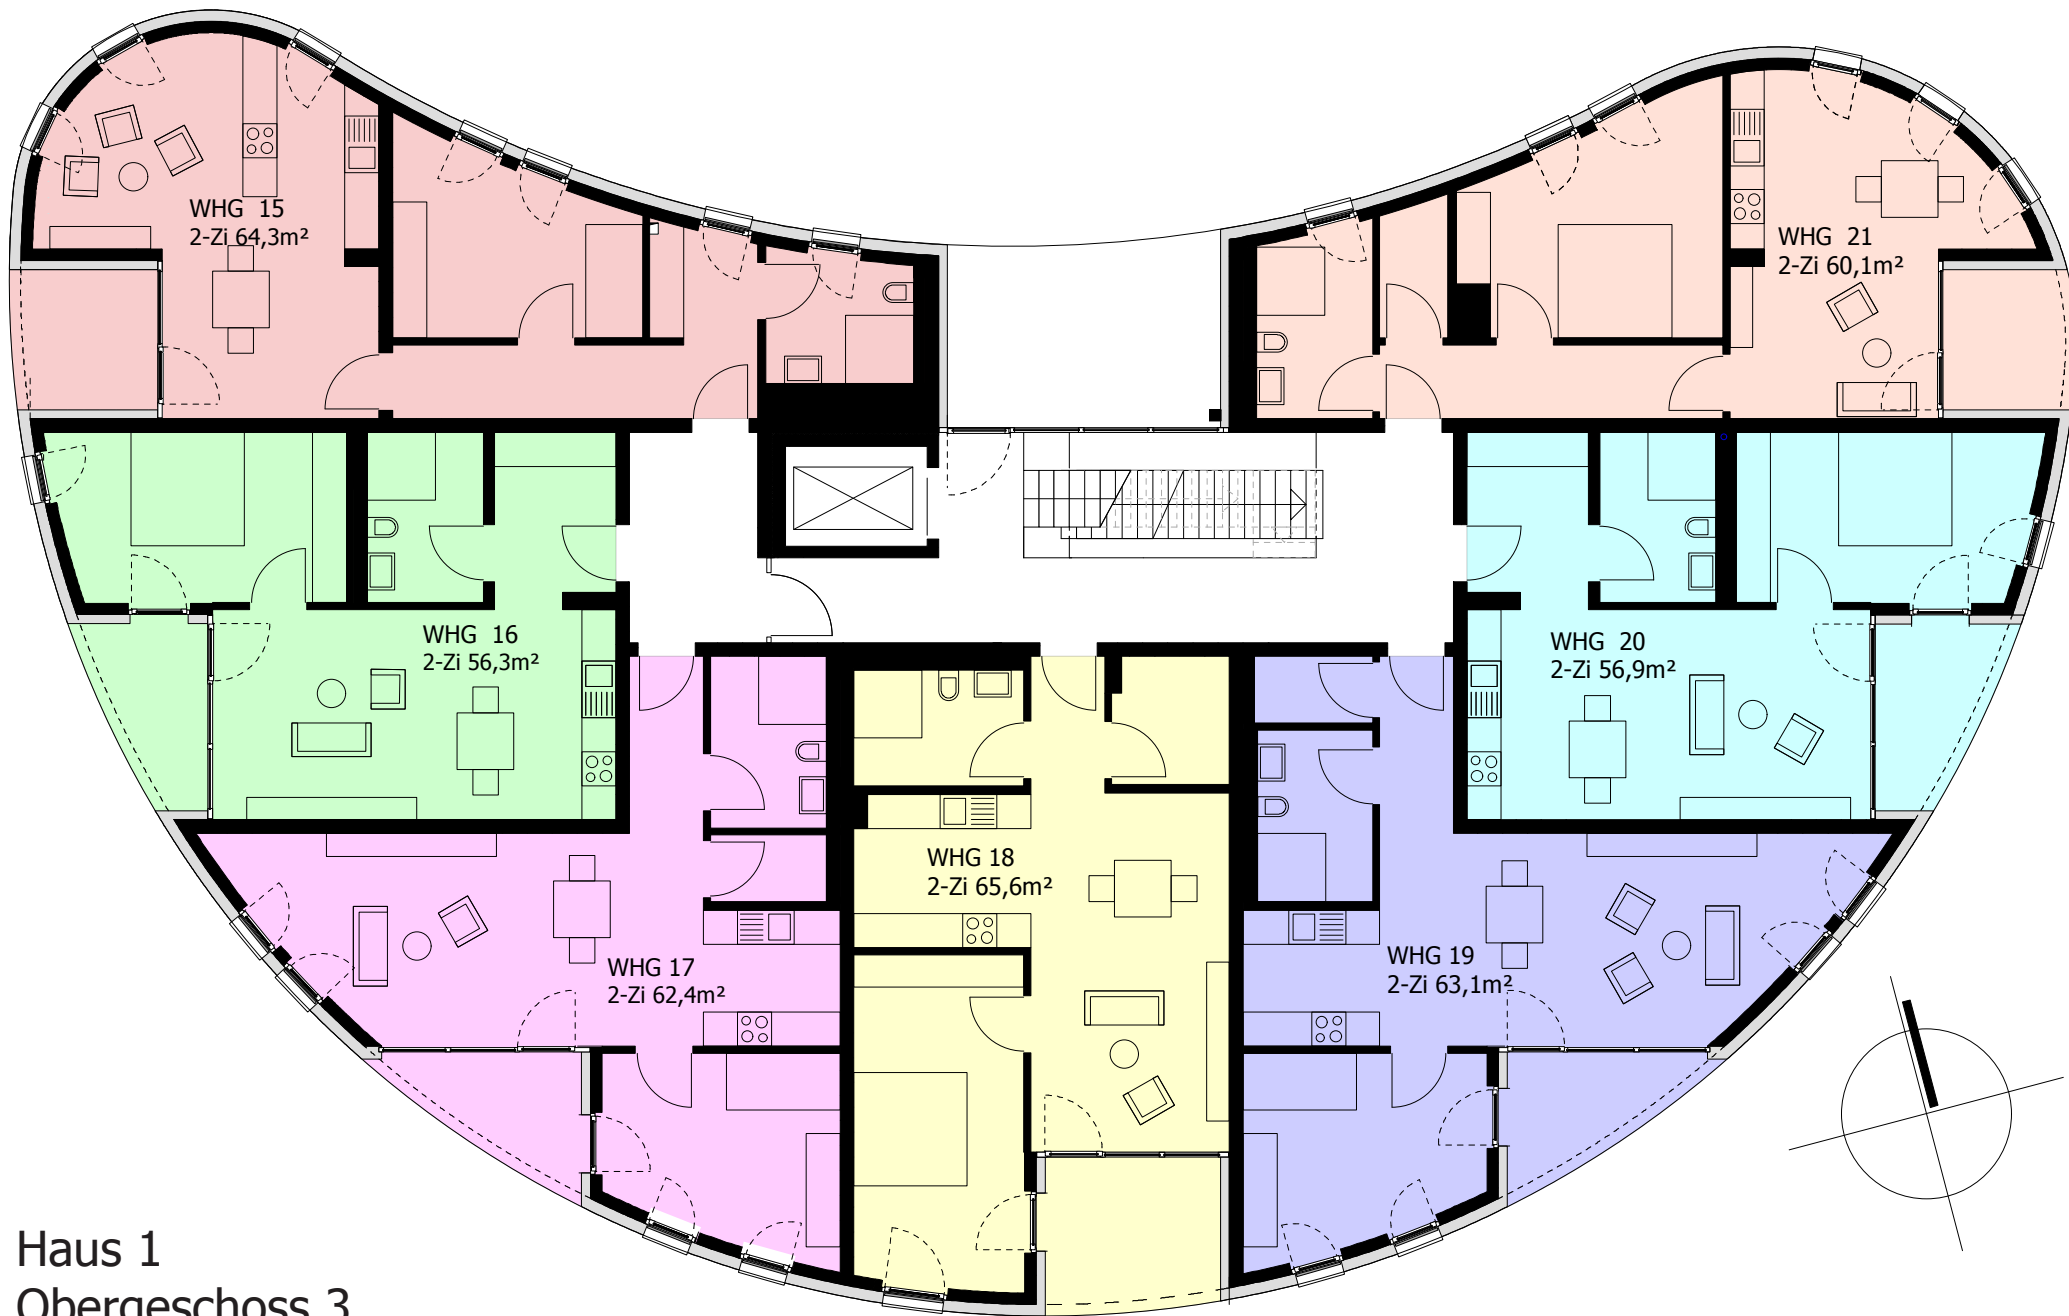 WHG 15
2-Zi 64,3m²
WHG 21
2-Zi 60,1m²
WHG 16
2-Zi 56,3m²
WHG 20
2-Zi 56,9m²
WHG 18
2-Zi 65,6m²
WHG 17
2-Zi 62,4m²
WHG 19
2-Zi 63,1m²
Haus 1
Obergeschoss 3